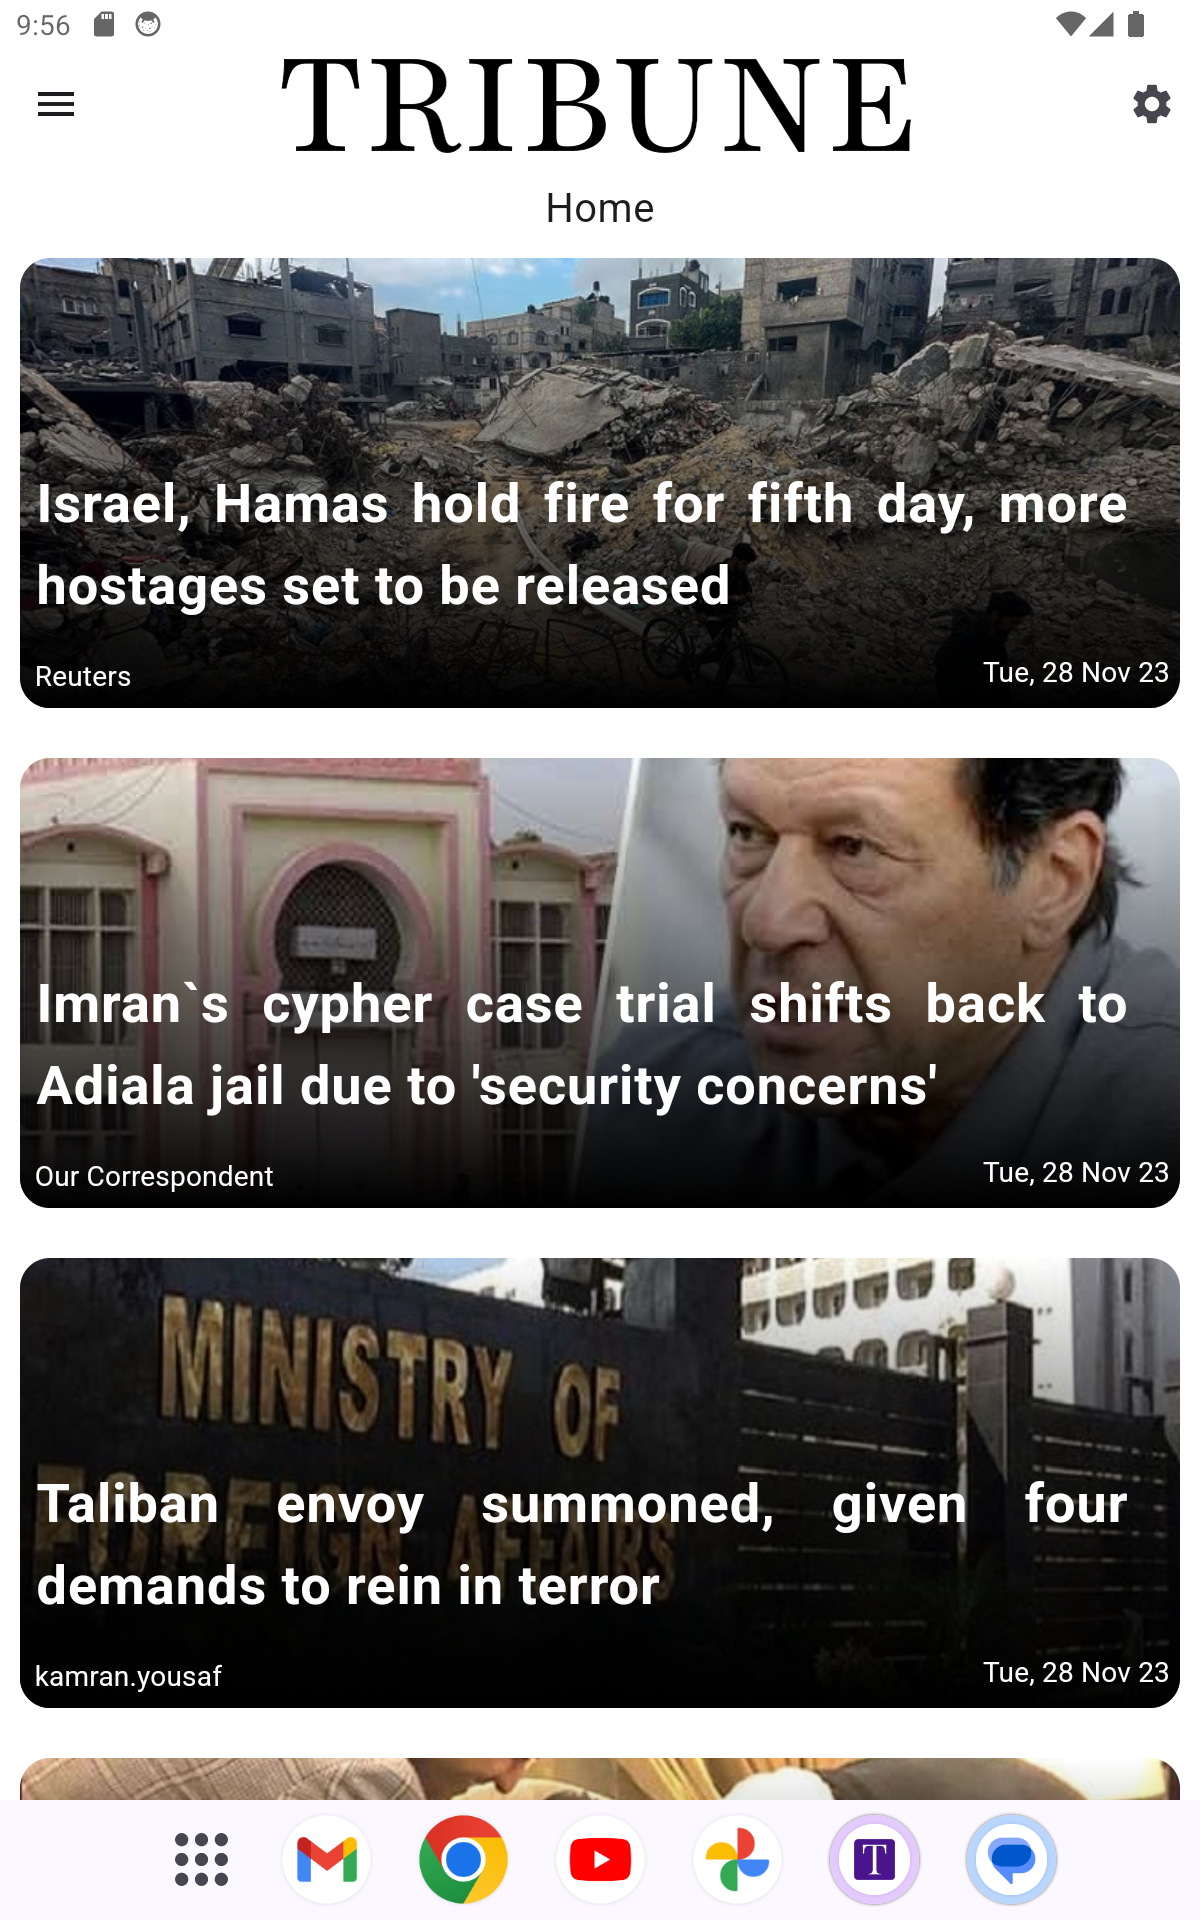 9:56
TRIBUNE
Home
Israel, Hamas hold fire for fifth day, more
hostages set to be released
Reuters
Tue, 28 Nov 23
Imran`s cypher case trial shifts back to
Adiala jail due to 'security concerns'
Our Correspondent
Tue, 28 Nov 23
MINISTRY OF
FOREIGN AFFAIRS
Taliban envoy summoned, given four
demands to rein in terror
kamran.yousaf
Tue, 28 Nov 23
T